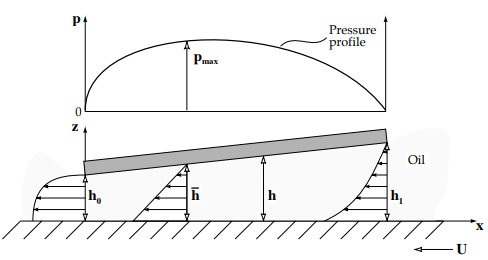 p
Pressure
profile
p_max
0
z
Oil
h_0
h̅
h
h_1
x
U